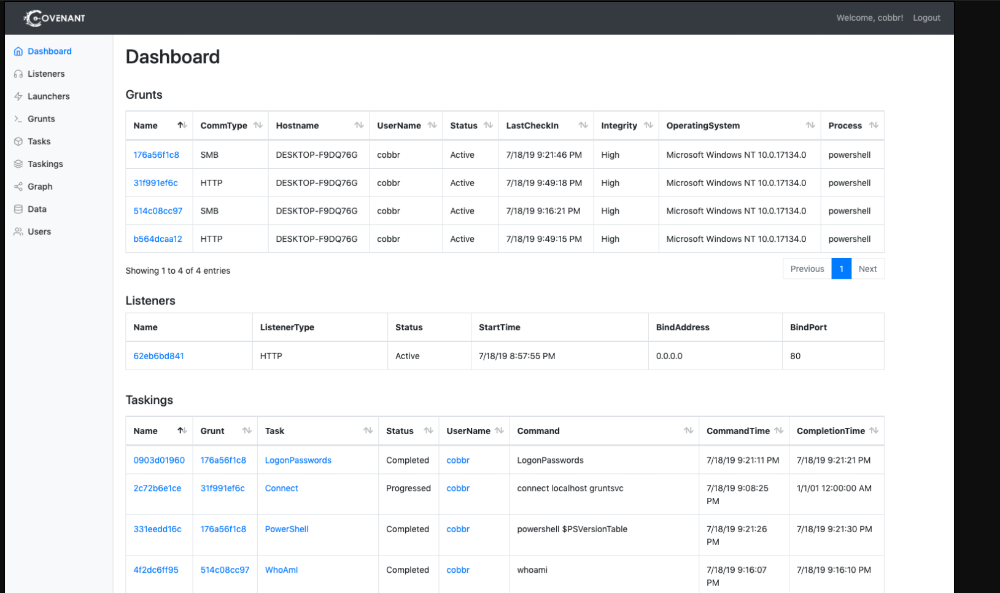 COVENANT
Welcome, cobbr! Logout
Dashboard
Listeners
Launchers
Grunts
Tasks
Taskings
Graph
Data
Users
Dashboard
Grunts
Name CommType Hostname UserName Status LastCheckIn Integrity OperatingSystem Process
176a56f1c8 SMB DESKTOP-F9DQ76G cobbr Active 7/18/19 9:21:46 PM High Microsoft Windows NT 10.0.17134.0 powershell
31f991ef6c HTTP DESKTOP-F9DQ76G cobbr Active 7/18/19 9:49:18 PM High Microsoft Windows NT 10.0.17134.0 powershell
514c08cc97 SMB DESKTOP-F9DQ76G cobbr Active 7/18/19 9:16:21 PM High Microsoft Windows NT 10.0.17134.0 powershell
b564dcaa12 HTTP DESKTOP-F9DQ76G cobbr Active 7/18/19 9:49:15 PM High Microsoft Windows NT 10.0.17134.0 powershell
Showing 1 to 4 of 4 entries
Previous 1 Next
Listeners
Name ListenerType Status StartTime BindAddress BindPort
62eb6bd841 HTTP Active 7/18/19 8:57:55 PM 0.0.0.0 80
Taskings
Name Grunt Task Status UserName Command CommandTime CompletionTime
0903d01960 176a56f1c8 LogonPasswords Completed cobbr LogonPasswords 7/18/19 9:21:11 PM 7/18/19 9:21:21 PM
2c72b6e1ce 31f991ef6c Connect Progressed cobbr connect localhost gruntsvc 7/18/19 9:08:25 1/1/01 12:00:00 AM
PM
331eedd16c 176a56f1c8 PowerShell Completed cobbr powershell $PSVersionTable 7/18/19 9:21:26 7/18/19 9:21:30 PM
PM
4f2dc6ff95 514c08cc97 WhoAmI Completed cobbr whoami 7/18/19 9:16:07 7/18/19 9:16:10 PM
PM